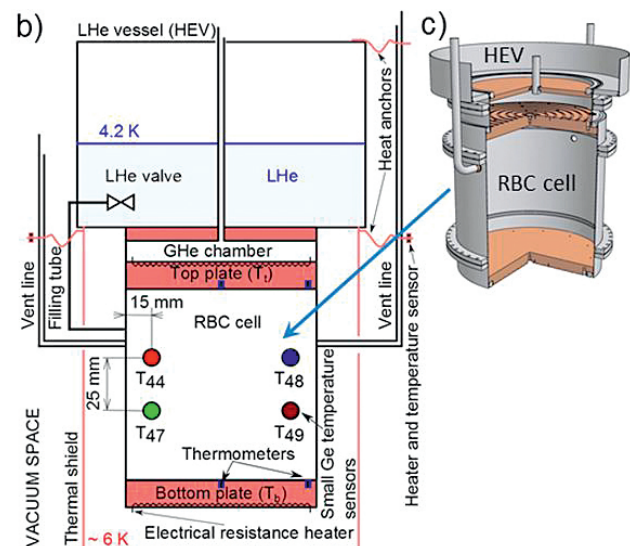 b)
LHe vessel (HEV)
4.2 K
LHe valve
LHe
Heat anchors
GHe chamber
Top plate (Tt)
15 mm
RBC cell
T44
T48
25 mm
T47
T49
Thermometers
Bottom plate (Tb)
Electrical resistance heater
~ 6 K
VACUUM SPACE
Thermal shield
Vent line
Filling tube
Vent line
Small Ge temperature
sensors
Heater and temperature sensor
c)
HEV
RBC cell